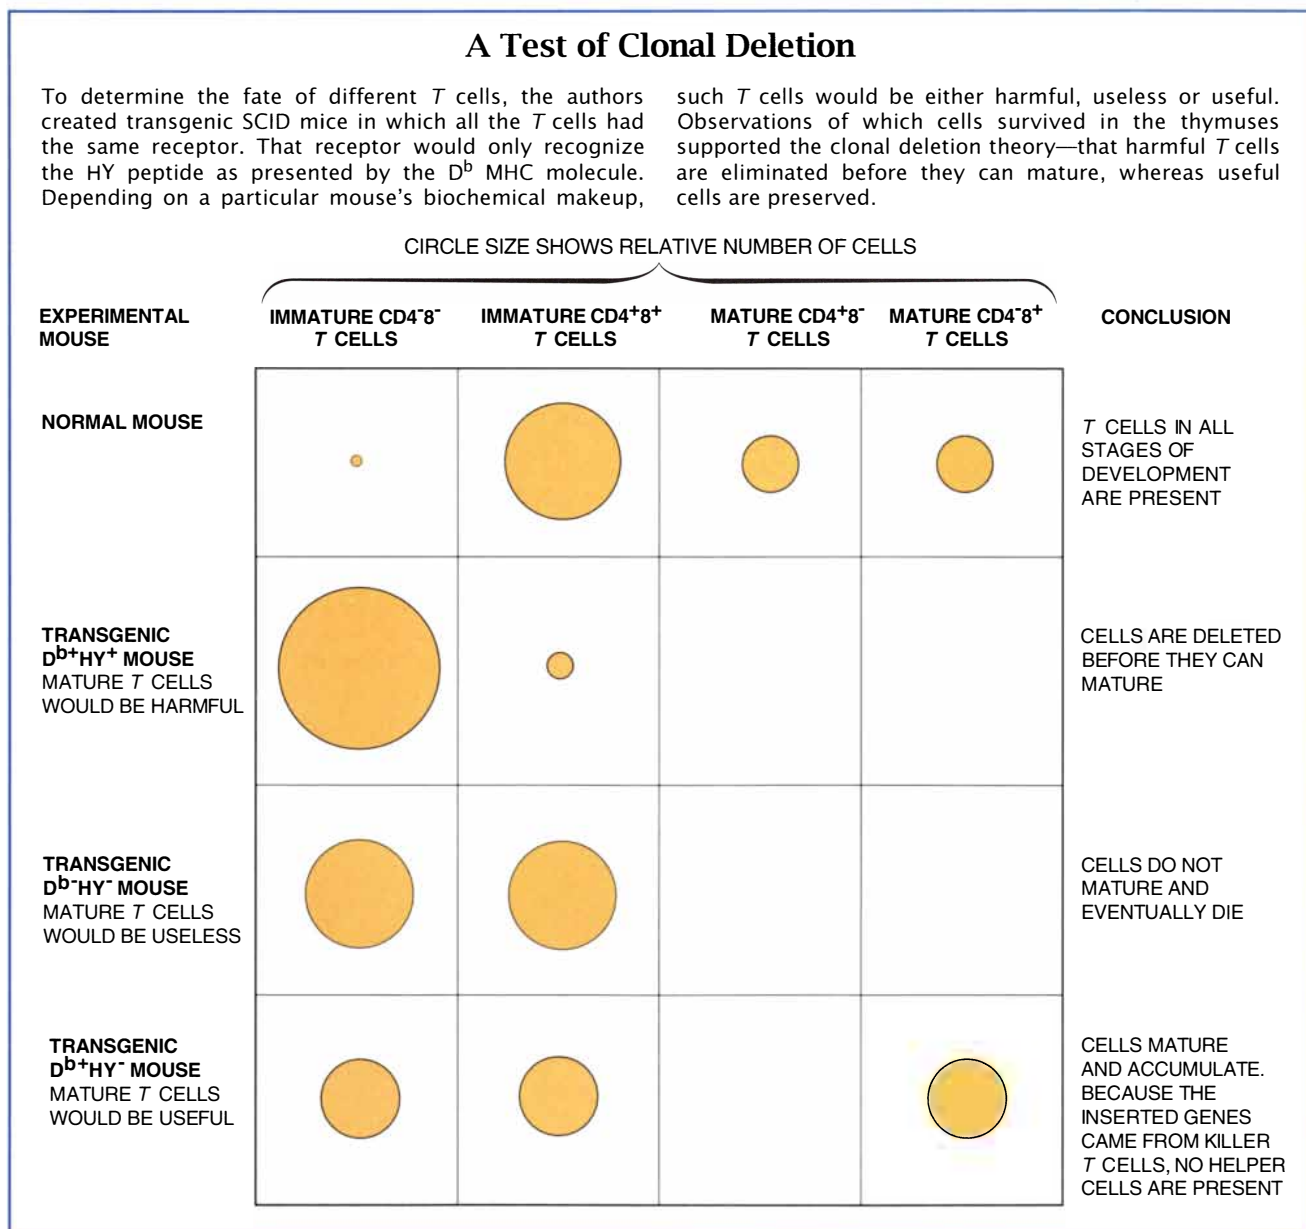 A Test of Clonal Deletion
To determine the fate of different T cells, the authors
created transgenic SCID mice in which all the T cells had
the same receptor. That receptor would only recognize
the HY peptide as presented by the Dᵇ MHC molecule.
Depending on a particular mouse's biochemical makeup,
such T cells would be either harmful, useless or useful.
Observations of which cells survived in the thymuses
supported the clonal deletion theory—that harmful T cells
are eliminated before they can mature, whereas useful
cells are preserved.
CIRCLE SIZE SHOWS RELATIVE NUMBER OF CELLS
EXPERIMENTAL
MOUSE
IMMATURE CD4⁻8⁻
T CELLS
IMMATURE CD4⁺8⁺
T CELLS
MATURE CD4⁺8⁻
T CELLS
MATURE CD4⁻8⁺
T CELLS
CONCLUSION
NORMAL MOUSE
T CELLS IN ALL
STAGES OF
DEVELOPMENT
ARE PRESENT
TRANSGENIC
Dᵇ⁺HY⁺ MOUSE
MATURE T CELLS
WOULD BE HARMFUL
CELLS ARE DELETED
BEFORE THEY CAN
MATURE
TRANSGENIC
Dᵇ⁻HY⁻ MOUSE
MATURE T CELLS
WOULD BE USELESS
CELLS DO NOT
MATURE AND
EVENTUALLY DIE
TRANSGENIC
Dᵇ⁺HY⁻ MOUSE
MATURE T CELLS
WOULD BE USEFUL
CELLS MATURE
AND ACCUMULATE.
BECAUSE THE
INSERTED GENES
CAME FROM KILLER
T CELLS, NO HELPER
CELLS ARE PRESENT